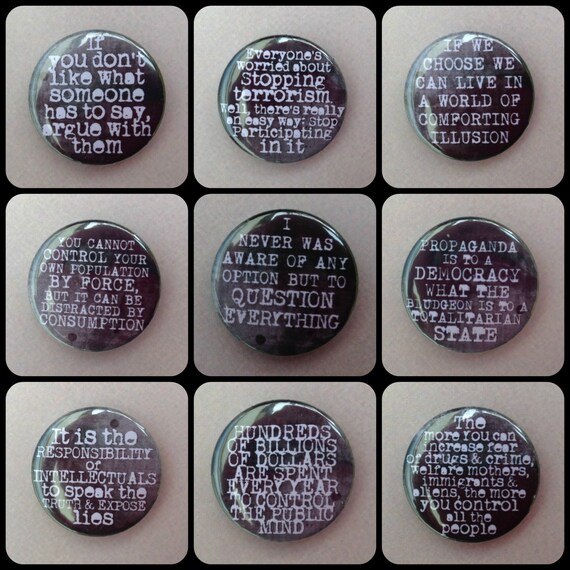 If
you don't
like what
someone
has to say,
argue with
them
Everyone's
worried about
Stopping
terrorism.
Well, there's really
an easy way: Stop
Participating
in it
IF WE
CHOOSE WE
CAN LIVE IN
A WORLD OF
COMFORTING
ILLUSION
YOU CANNOT
CONTROL YOUR
OWN POPULATION
BY FORCE,
BUT IT CAN BE
DISTRACTED BY
CONSUMPTION
I
NEVER WAS
AWARE OF ANY
OPTION BUT TO
QUESTION
EVERYTHING
PROPAGANDA
IS TO A
DEMOCRACY
WHAT THE
BLUDGEON IS TO A
TOTALITARIAN
STATE
It is the
RESPONSIBILITY
of
INTELLECTUALS
to speak the
TRUTH & EXPOSE
lies
HUNDREDS
OF BILLIONS
OF DOLLARS
ARE SPENT
EVERY YEAR
TO CONTROL
THE PUBLIC
MIND
The
more you can
increase fear
of drugs & crime,
welfare mothers,
immigrants &
aliens, the more
you control
all the
people